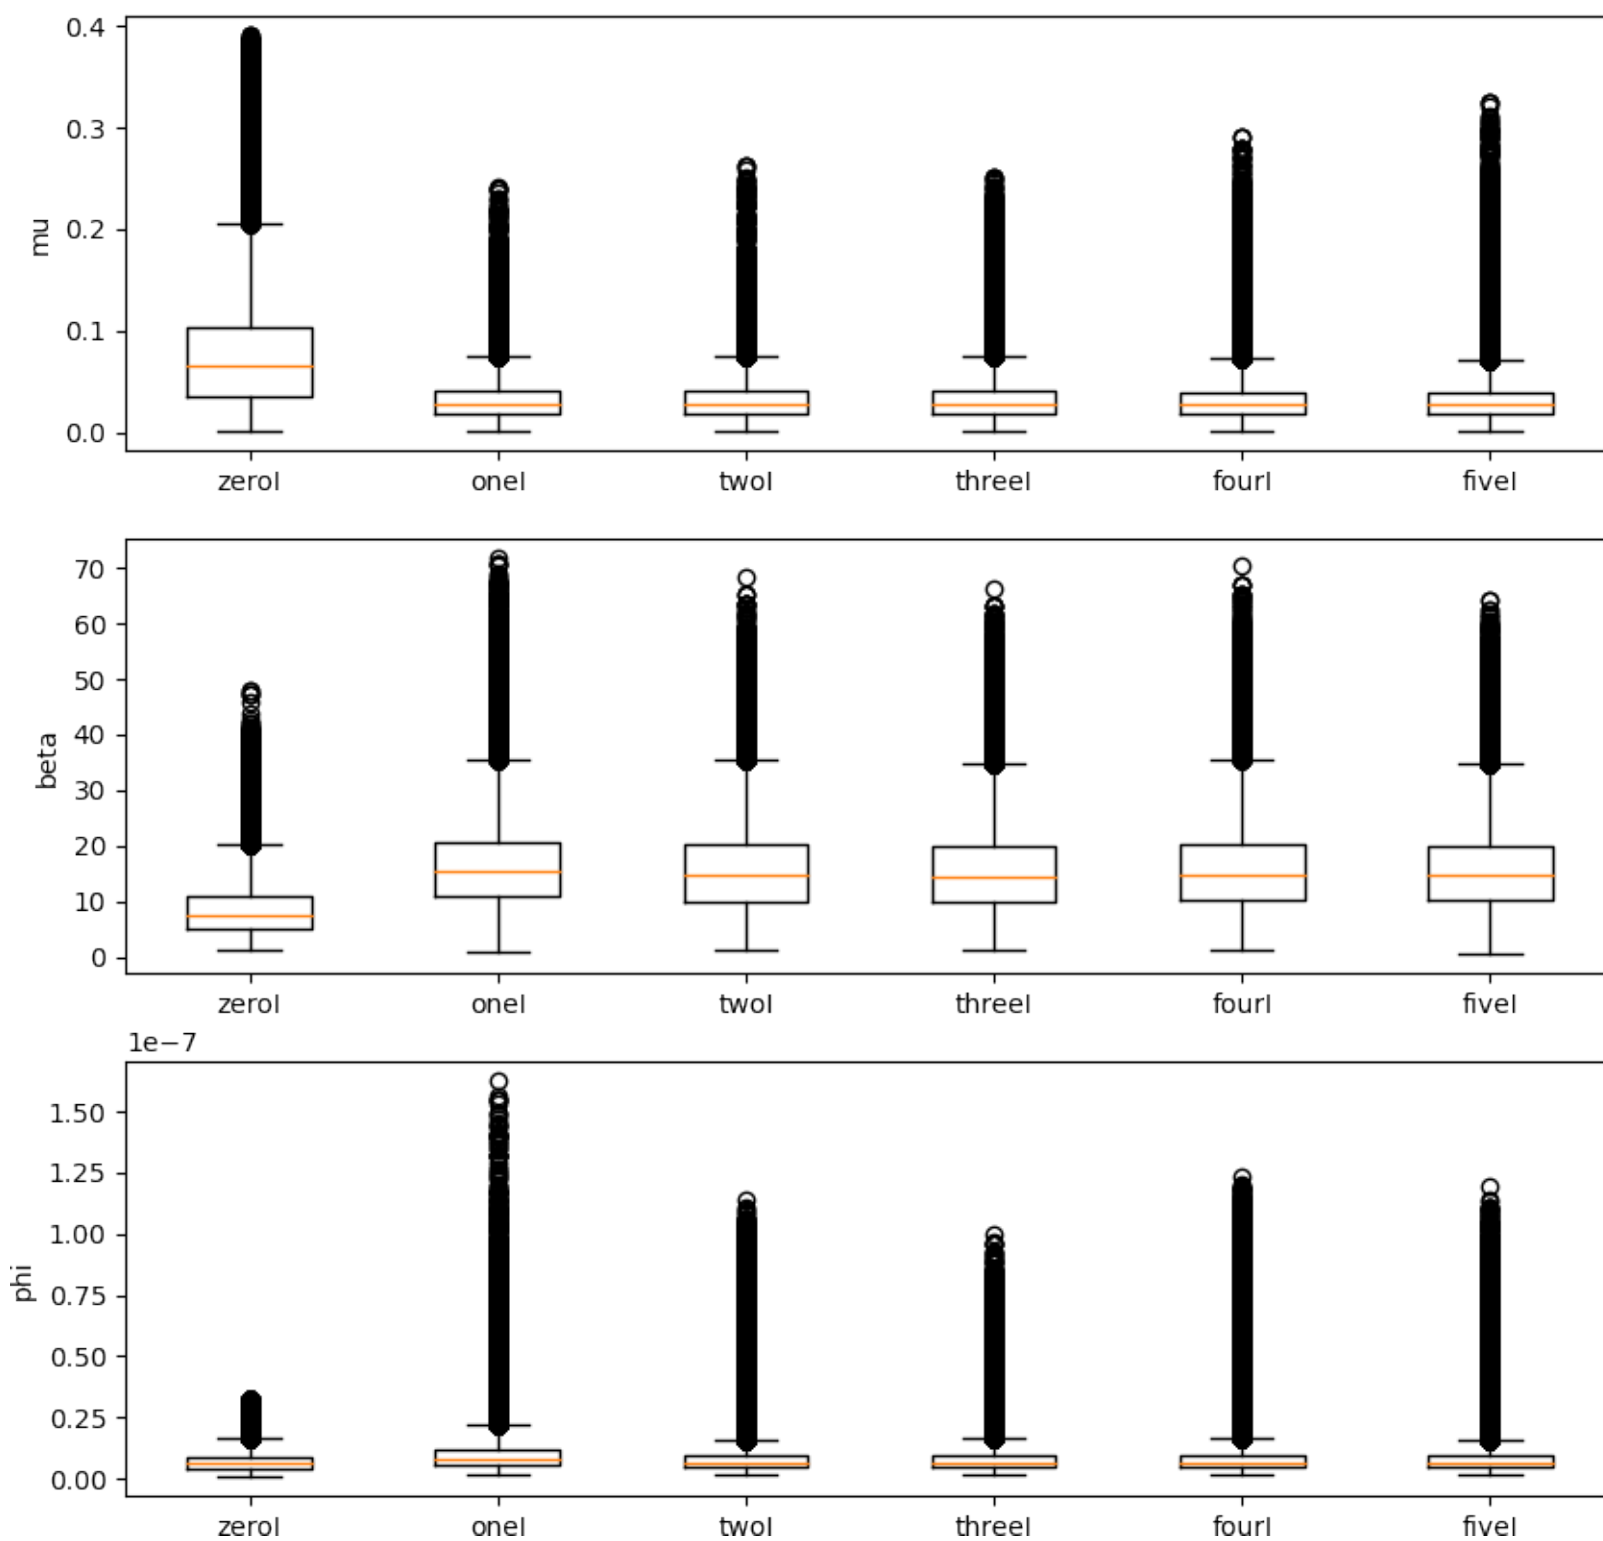 0.4
0.3
0.2
0.1
0.0
mu
zerol onel twol threel fourl fivel
70
60
50
40
30
20
10
0
beta
zerol onel twol threel fourl fivel
1e−7
1.50
1.25
1.00
0.75
0.50
0.25
0.00
phi
zerol onel twol threel fourl fivel